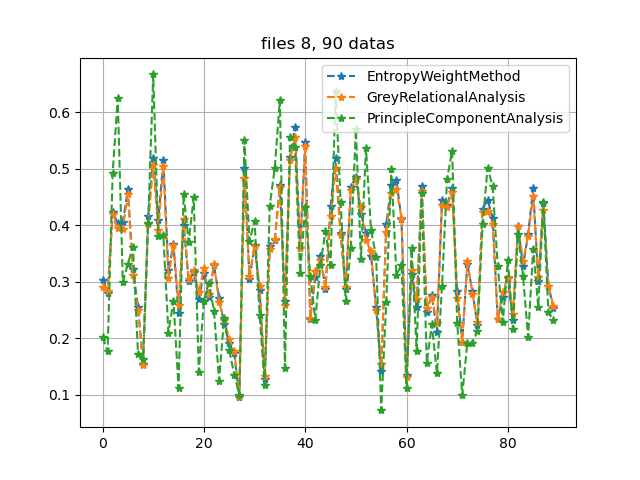 files 8, 90 datas
EntropyWeightMethod
GreyRelationalAnalysis
PrincipleComponentAnalysis
0.6
0.5
0.4
0.3
0.2
0.1
0 20 40 60 80